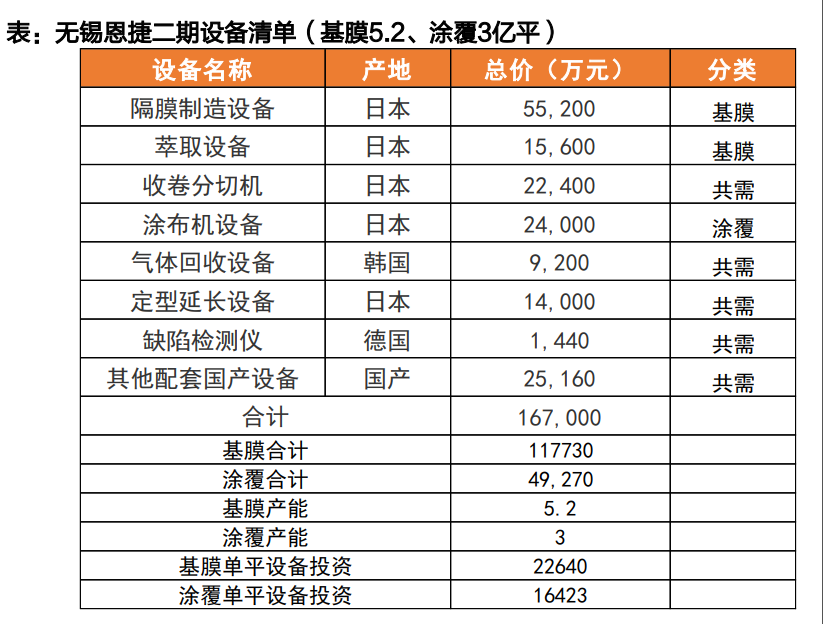 表：无锡恩捷二期设备清单（基膜5.2、涂覆3亿平）
设备名称 产地 总价（万元） 分类
隔膜制造设备 日本 55,200 基膜
萃取设备 日本 15,600 基膜
收卷分切机 日本 22,400 共需
涂布机设备 日本 24,000 涂覆
气体回收设备 韩国 9,200 共需
定型延长设备 日本 14,000 共需
缺陷检测仪 德国 1,440 共需
其他配套国产设备 国产 25,160 共需
合计 167,000
基膜合计 117730
涂覆合计 49,270
基膜产能 5.2
涂覆产能 3
基膜单平设备投资 22640
涂覆单平设备投资 16423